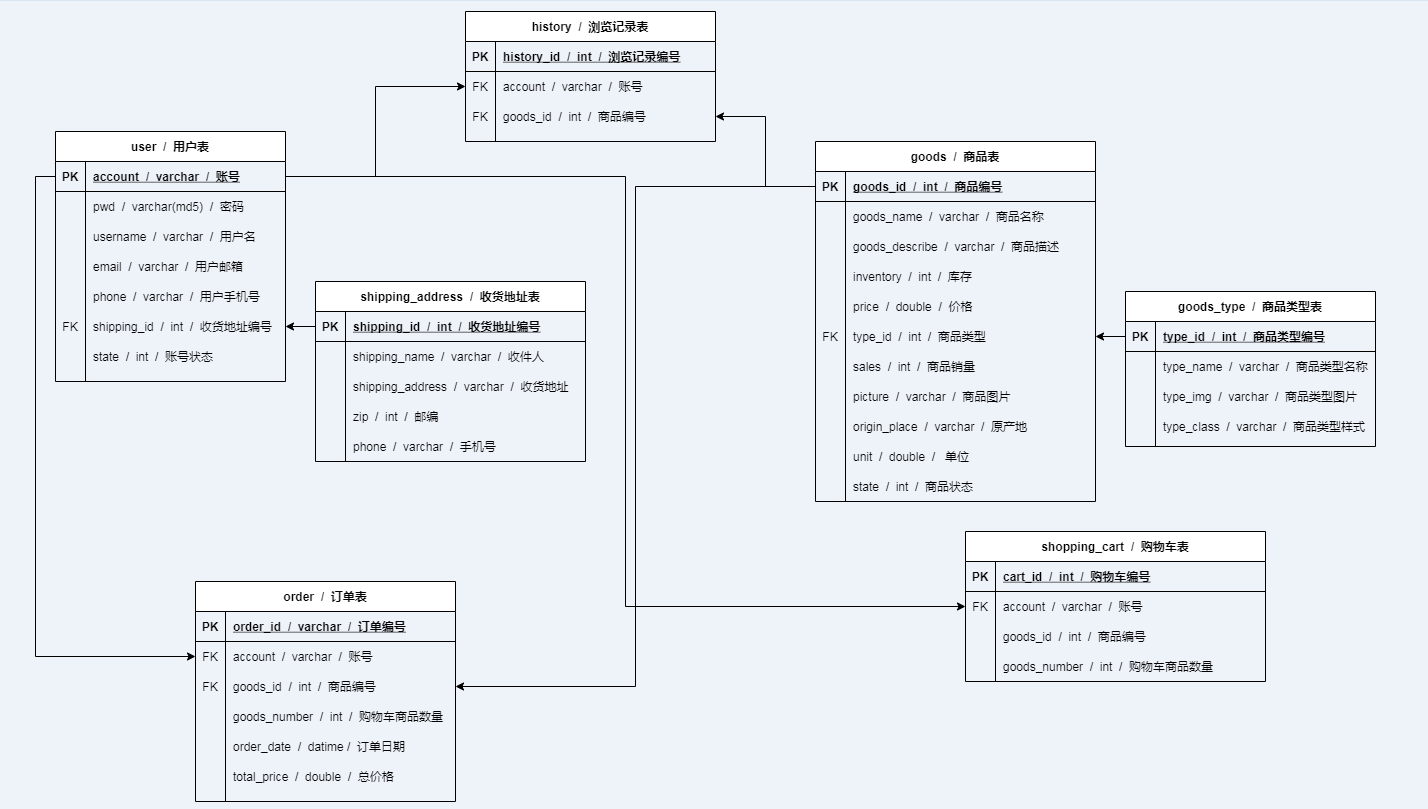 history / 浏览记录表
PK history_id / int / 浏览记录编号
FK account / varchar / 账号
FK goods_id / int / 商品编号
user / 用户表
PK account / varchar / 账号
pwd / varchar(md5) / 密码
username / varchar / 用户名
email / varchar / 用户邮箱
phone / varchar / 用户手机号
FK shipping_id / int / 收货地址编号
state / int / 账号状态
shipping_address / 收货地址表
PK shipping_id / int / 收货地址编号
shipping_name / varchar / 收件人
shipping_address / varchar / 收货地址
zip / int / 邮编
phone / varchar / 手机号
goods / 商品表
PK goods_id / int / 商品编号
goods_name / varchar / 商品名称
goods_describe / varchar / 商品描述
inventory / int / 库存
price / double / 价格
FK type_id / int / 商品类型
sales / int / 商品销量
picture / varchar / 商品图片
origin_place / varchar / 原产地
unit / double / 单位
state / int / 商品状态
goods_type / 商品类型表
PK type_id / int / 商品类型编号
type_name / varchar / 商品类型名称
type_img / varchar / 商品类型图片
type_class / varchar / 商品类型样式
order / 订单表
PK order_id / varchar / 订单编号
FK account / varchar / 账号
FK goods_id / int / 商品编号
goods_number / int / 购物车商品数量
order_date / datime / 订单日期
total_price / double / 总价格
shopping_cart / 购物车表
PK cart_id / int / 购物车编号
FK account / varchar / 账号
goods_id / int / 商品编号
goods_number / int / 购物车商品数量